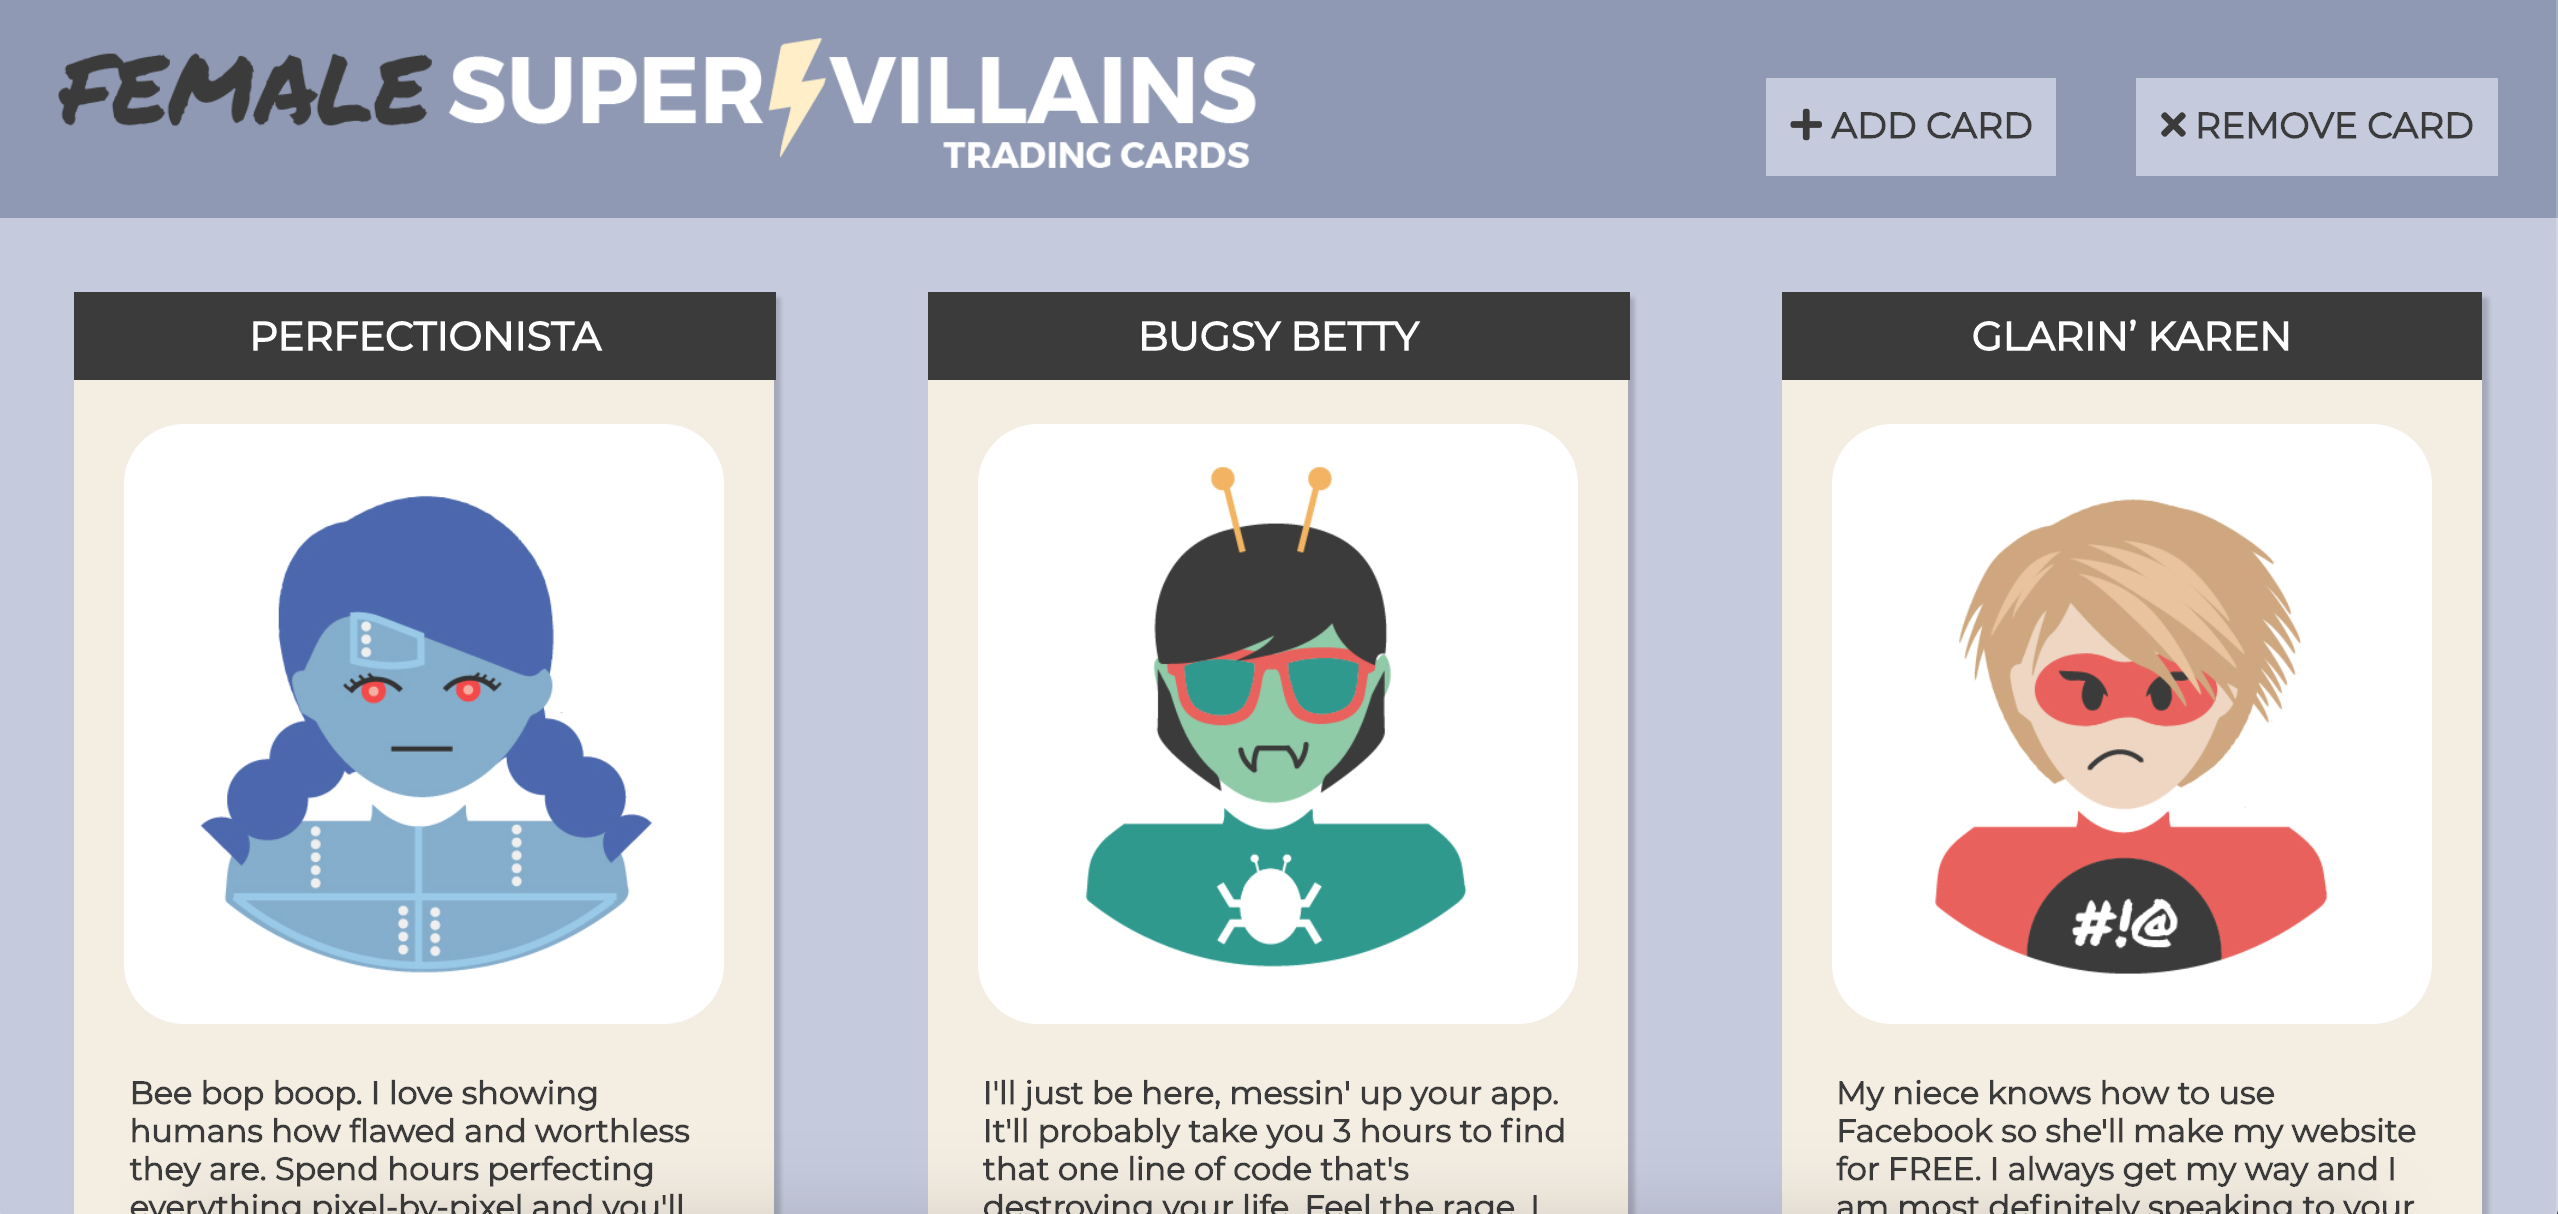 FEMALE SUPER VILLAINS
TRADING CARDS
ADD CARD
REMOVE CARD
PERFECTIONISTA
Bee bop boop. I love showing
humans how flawed and worthless
they are. Spend hours perfecting
everything pixel-by-pixel and you'll
BUGSY BETTY
I'll just be here, messin' up your app.
It'll probably take you 3 hours to find
that one line of code that's
destroying your life. Feel the rage. I
GLARIN’ KAREN
#!@
My niece knows how to use
Facebook so she'll make my website
for FREE. I always get my way and I
am most definitely speaking to your